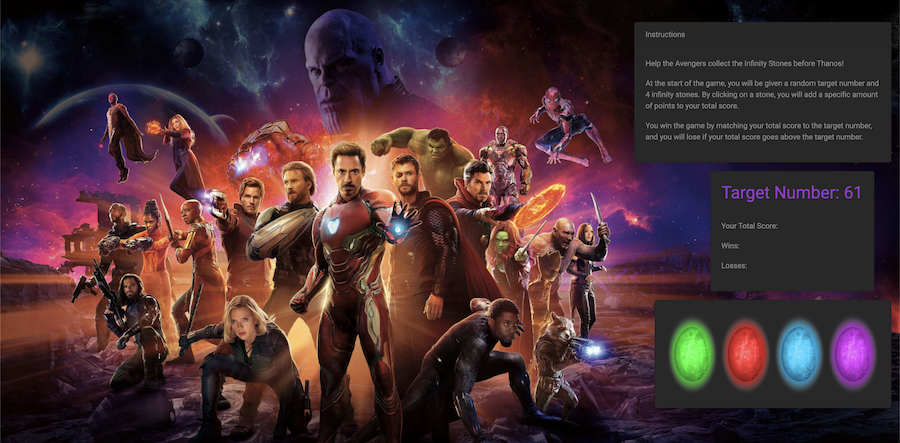 Instructions
Help the Avengers collect the Infinity Stones before Thanos!
At the start of the game, you will be given a random target number and
4 infinity stones. By clicking on a stone, you will add a specific amount
of points to your total score.
You win the game by matching your total score to the target number,
and you will lose if your total score goes above the target number.
Target Number: 61
Your Total Score:
Wins:
Losses: